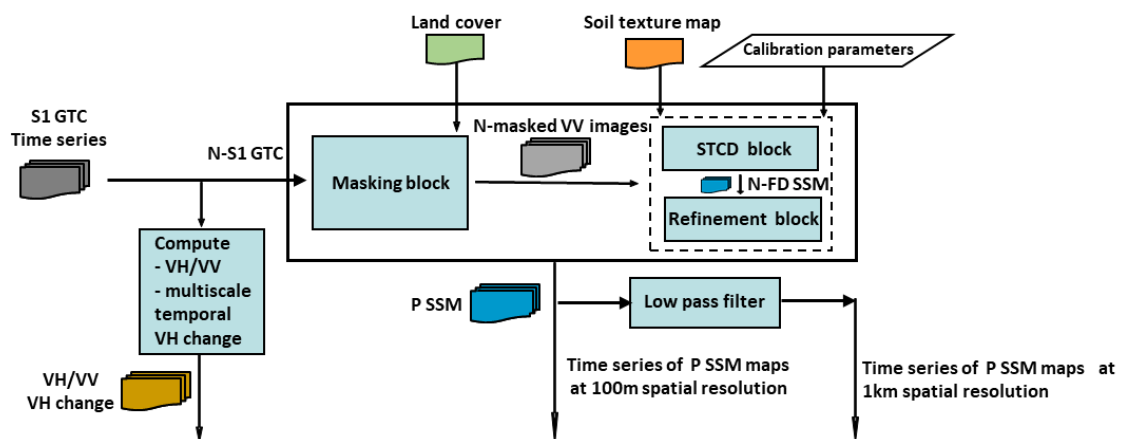 Land cover
Soil texture map
Calibration parameters
S1 GTC
Time series
N-S1 GTC
N-masked VV images
Masking block
STCD block
N-FD SSM
Refinement block
Compute
- VH/VV
- multiscale
temporal
VH change
P SSM
Low pass filter
VH/VV
VH change
Time series of P SSM maps
at 100m spatial resolution
Time series of P SSM maps at
1km spatial resolution